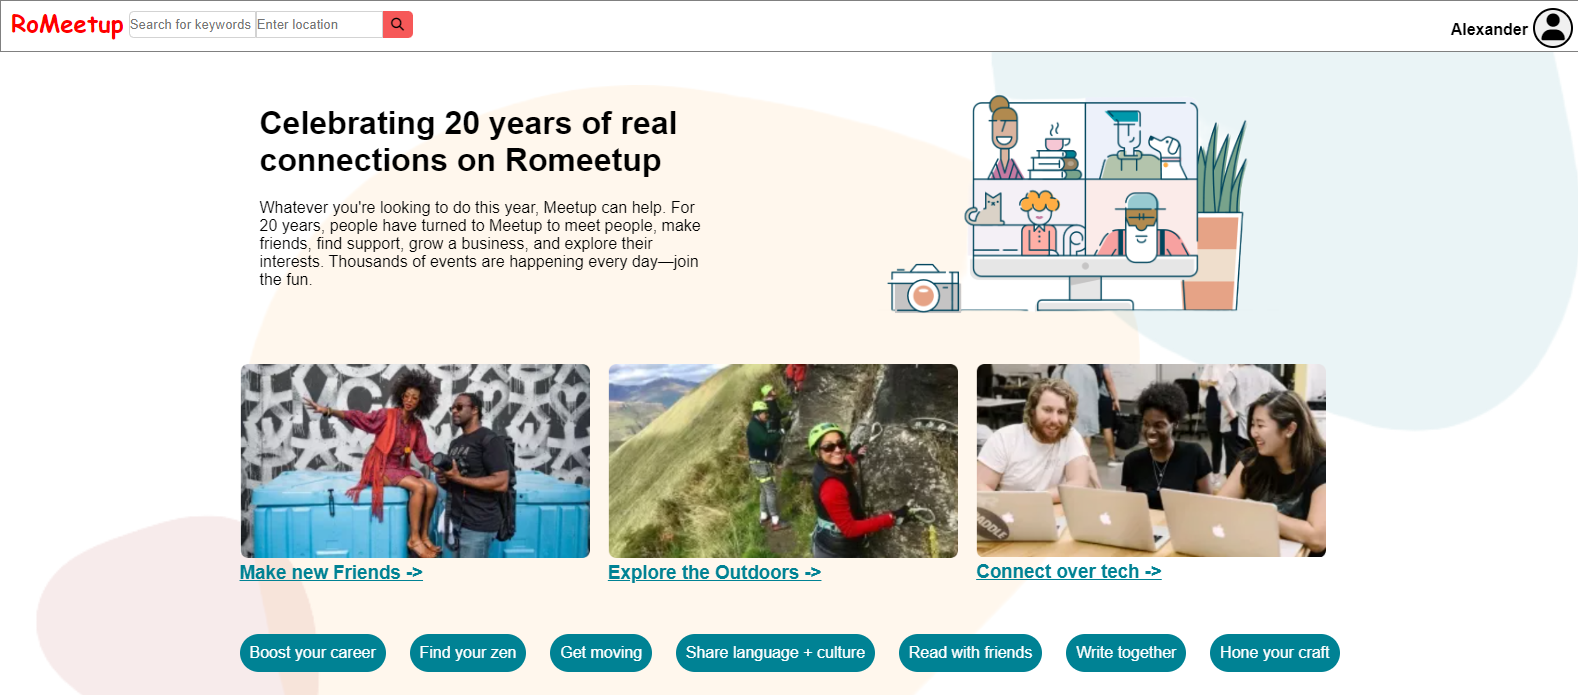 RoMeetup
Search for keywords
Enter location
Alexander
Celebrating 20 years of real
connections on Romeetup
Whatever you're looking to do this year, Meetup can help. For
20 years, people have turned to Meetup to meet people, make
friends, find support, grow a business, and explore their
interests. Thousands of events are happening every day—join
the fun.
Make new Friends ->
Explore the Outdoors ->
Connect over tech ->
Boost your career
Find your zen
Get moving
Share language + culture
Read with friends
Write together
Hone your craft